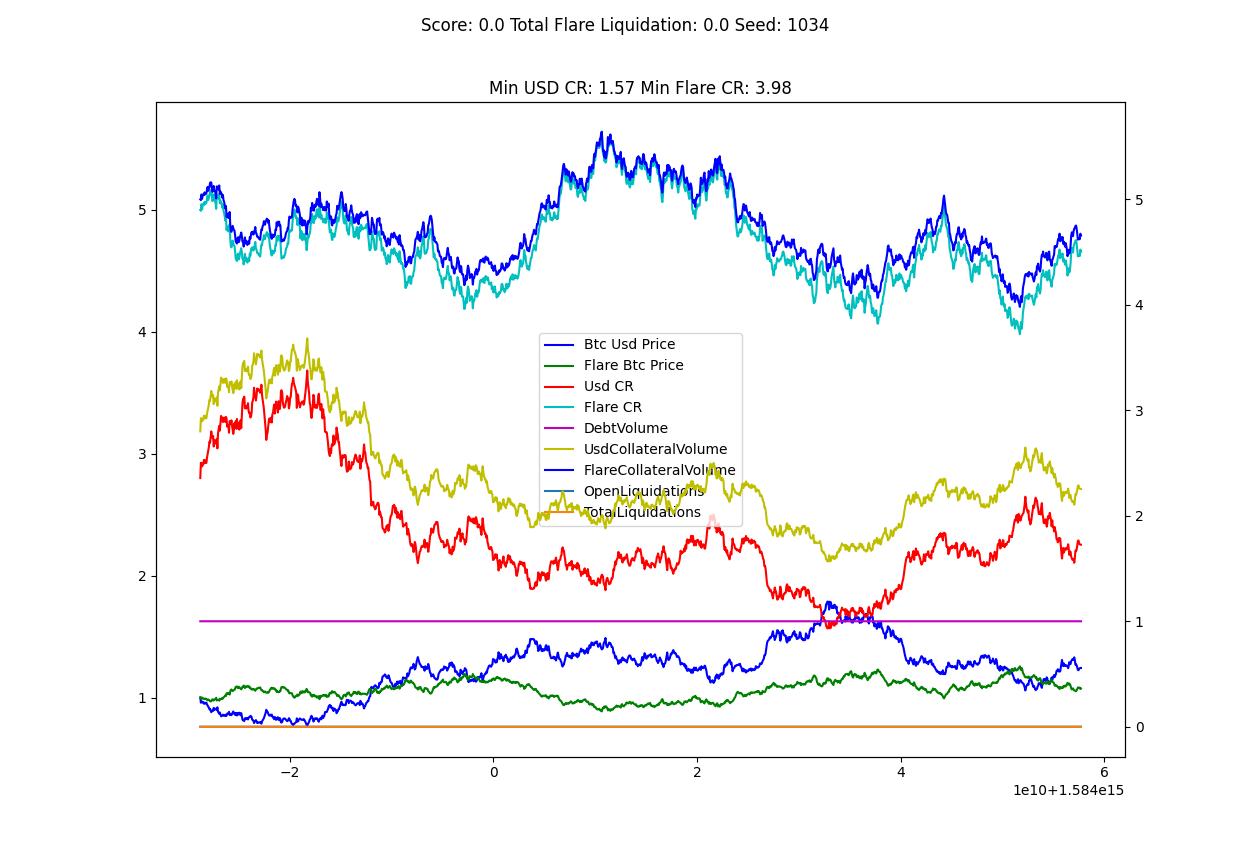 Score: 0.0 Total Flare Liquidation: 0.0 Seed: 1034
Min USD CR: 1.57 Min Flare CR: 3.98
5
4
3
2
1
5
4
3
2
1
0
Btc Usd Price
Flare Btc Price
Usd CR
Flare CR
DebtVolume
UsdCollateralVolume
FlareCollateralVolume
OpenLiquidations
TotalLiquidations
−2 0 2 4 6
1e10+1.584e15